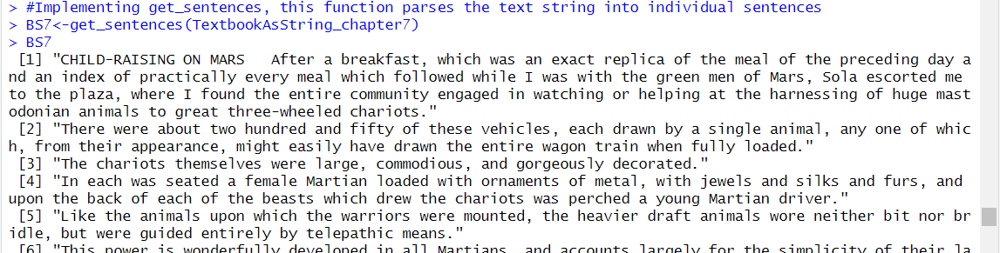 > #Implementing get_sentences, this function parses the text string into individual sentences
> BS7<-get_sentences(TextbookAsString_chapter7)
> BS7
[1] "CHILD-RAISING ON MARS   After a breakfast, which was an exact replica of the meal of the preceding day a
nd an index of practically every meal which followed while I was with the green men of Mars, Sola escorted me
to the plaza, where I found the entire community engaged in watching or helping at the harnessing of huge mast
odonian animals to great three-wheeled chariots."
[2] "There were about two hundred and fifty of these vehicles, each drawn by a single animal, any one of whic
h, from their appearance, might easily have drawn the entire wagon train when fully loaded."
[3] "The chariots themselves were large, commodious, and gorgeously decorated."
[4] "In each was seated a female Martian loaded with ornaments of metal, with jewels and silks and furs, and
upon the back of each of the beasts which drew the chariots was perched a young Martian driver."
[5] "Like the animals upon which the warriors were mounted, the heavier draft animals wore neither bit nor br
idle, but were guided entirely by telepathic means."
[6] "This power is wonderfully developed in all Martians, and accounts largely for the simplicity of their la